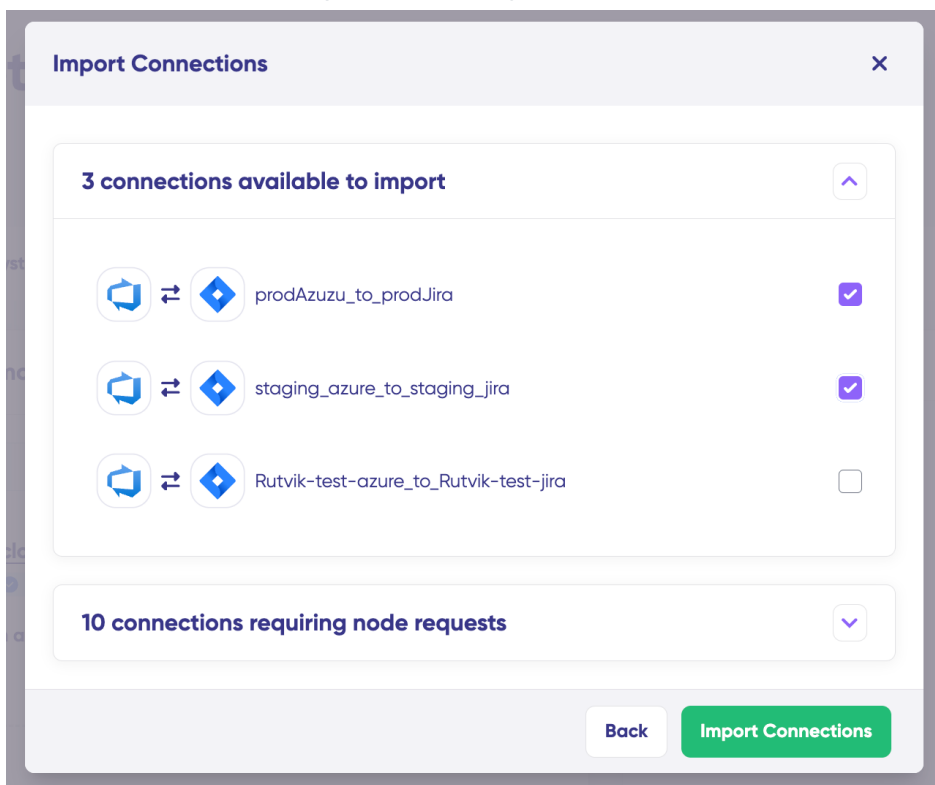 Import Connections
3 connections available to import
prodAzuzu_to_prodJira
staging_azure_to_staging_jira
Rutvik-test-azure_to_Rutvik-test-jira
10 connections requiring node requests
Back
Import Connections